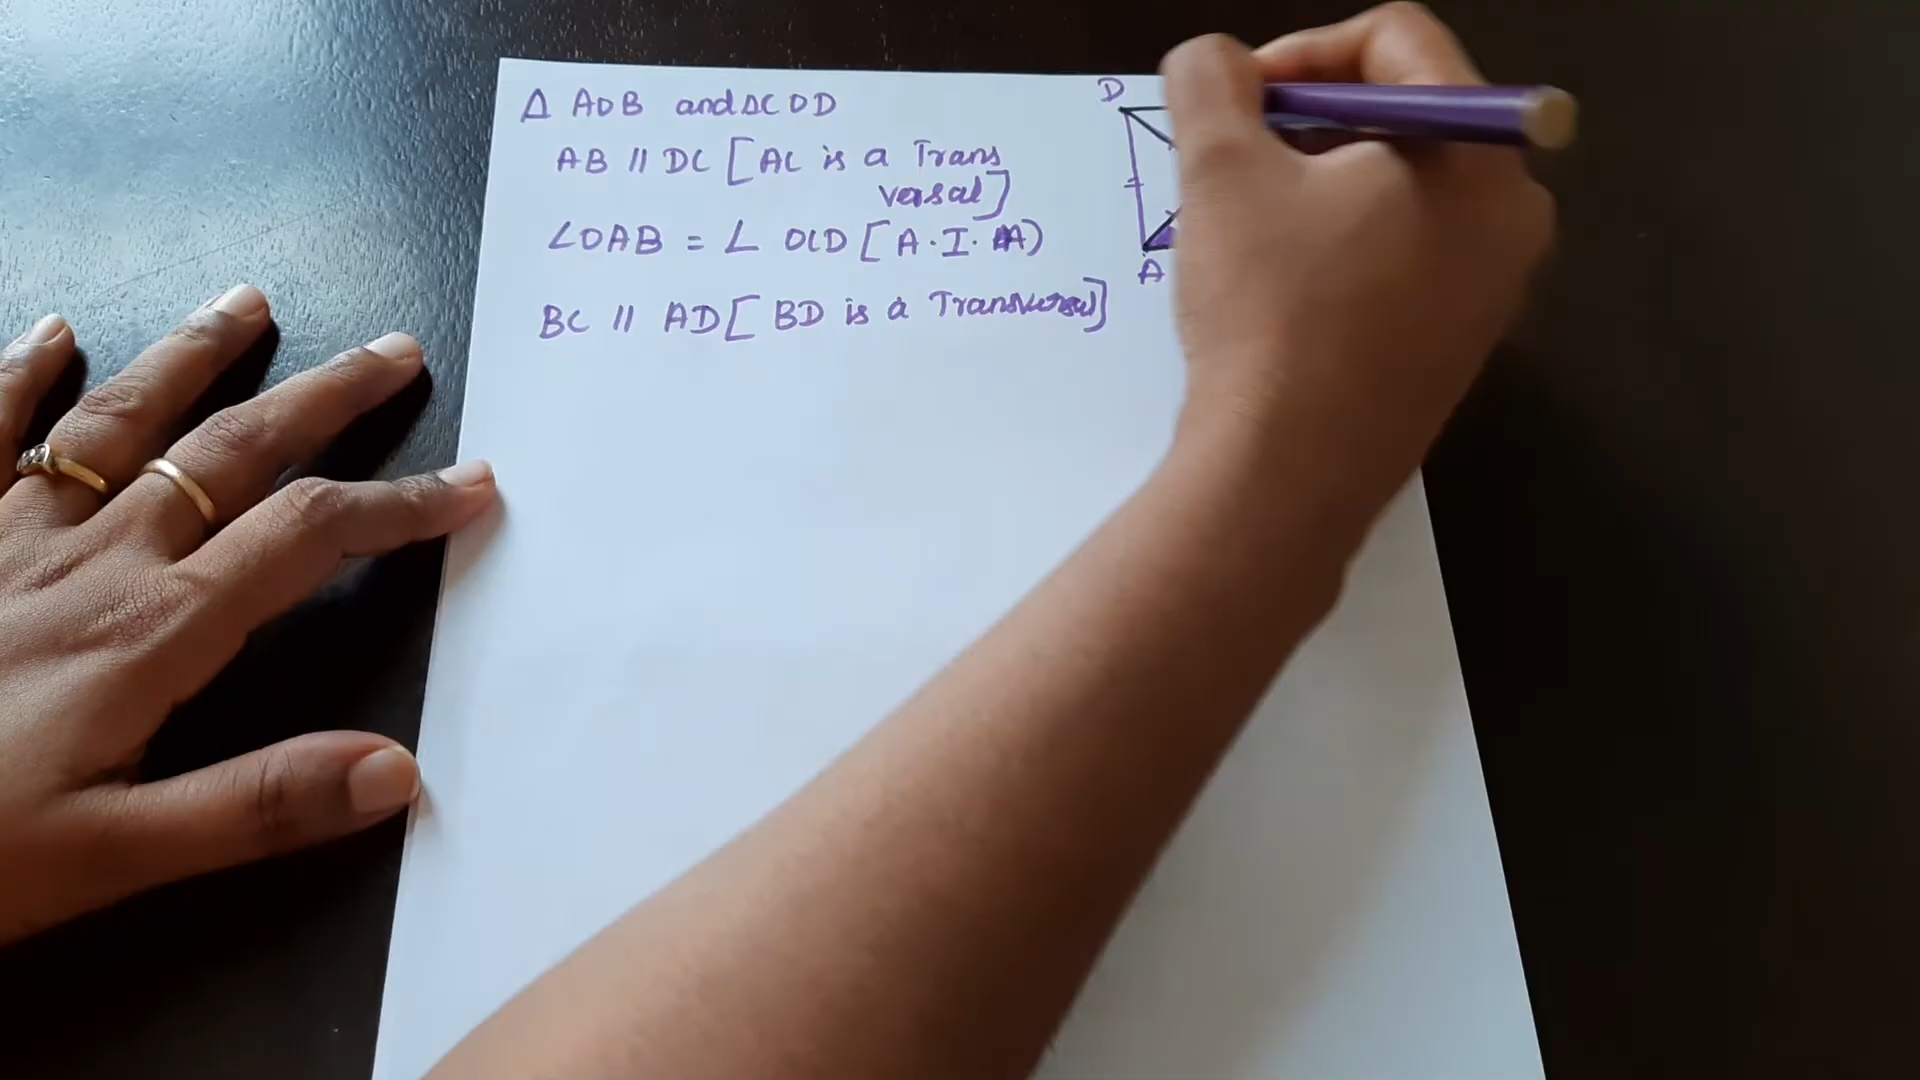 Δ AOB and ΔCOD
D
AB || DC [AC is a Trans
versal]
∠OAB = ∠ OCD [A.I.A)
A
BC || AD [BD is a Transversal]